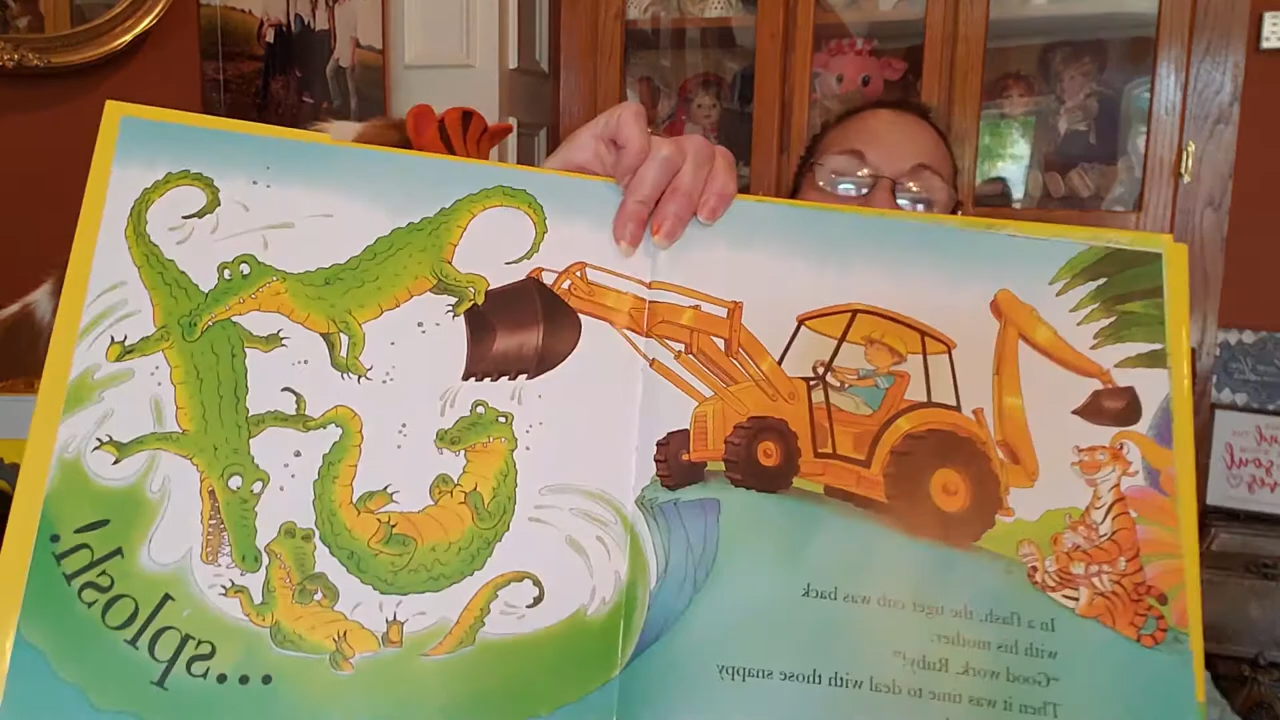 In a flash, the tiger cub was back
with his mother.
"Good work, Ruby!"
Then it was time to deal with those snappy
...splosh!
soul